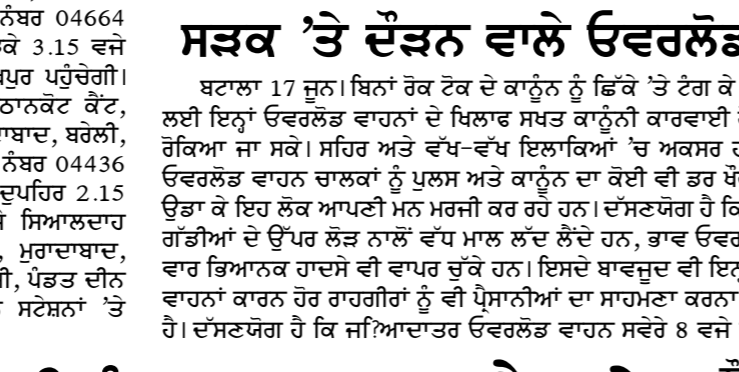 ਨੰਬਰ 04664
ਕੇ 3.15 ਵਜੇ
ਪੁਰ ਪਹੁੰਚੇਗੀ।
ਠਾਨਕੋਟ ਕੈਂਟ,
ਬਾਦ, ਬਰੇਲੀ,
ਨੰਬਰ 04436
ਦੁਪਹਿਰ 2.15
ਸਿਆਲਦਾਹ
, ਮੁਰਾਦਾਬਾਦ,
ਪੰਡਤ ਦੀਨ
ਸਟੇਸ਼ਨਾਂ ’ਤੇ
ਸੜਕ ’ਤੇ ਦੌੜਨ ਵਾਲੇ ਓਵਰਲੋਡ
ਬਟਾਲਾ 17 ਜੂਨ।ਬਿਨਾਂ ਰੋਕ ਟੋਕ ਦੇ ਕਾਨੂੰਨ ਨੂੰ ਛਿੱਕੇ ’ਤੇ ਟੰਗ ਕੇ
ਲਈ ਇਨ੍ਹਾਂ ਓਵਰਲੋਡ ਵਾਹਨਾਂ ਦੇ ਖਿਲਾਫ ਸਖਤ ਕਾਨੂੰਨੀ ਕਾਰਵਾਈ
ਰੋਕਿਆ ਜਾ ਸਕੇ। ਸਹਿਰ ਅਤੇ ਵੱਖ-ਵੱਖ ਇਲਾਕਿਆਂ ’ਚ ਅਕਸਰ
ਓਵਰਲੋਡ ਵਾਹਨ ਚਾਲਕਾਂ ਨੂੰ ਪੁਲਸ ਅਤੇ ਕਾਨੂੰਨ ਦਾ ਕੋਈ ਵੀ ਡਰ
ਉਡਾ ਕੇ ਇਹ ਲੋਕ ਆਪਣੀ ਮਨ ਮਰਜੀ ਕਰ ਰਹੇ ਹਨ।ਦੱਸਣਯੋਗ ਹੈ ਕਿ
ਗੱਡੀਆਂ ਦੇ ਉੱਪਰ ਲੋੜ ਨਾਲੋਂ ਵੱਧ ਮਾਲ ਲੱਦ ਲੈਂਦੇ ਹਨ, ਭਾਵ ਓਵਰ
ਵਾਰ ਭਿਆਨਕ ਹਾਦਸੇ ਵੀ ਵਾਪਰ ਚੁੱਕੇ ਹਨ।ਇਸਦੇ ਬਾਵਜੂਦ ਵੀ
ਵਾਹਨਾਂ ਕਾਰਨ ਹੋਰ ਰਾਹਗੀਰਾਂ ਨੂੰ ਵੀ ਪ੍ਰੈਸਾਨੀਆਂ ਦਾ ਸਾਹਮਣਾ ਕਰਨਾ
ਹੈ। ਦੱਸਣਯੋਗ ਹੈ ਕਿ ਜ?ਿਆਦਾਤਰ ਓਵਰਲੋਡ ਵਾਹਨ ਸਵੇਰੇ 8 ਵਜੇ